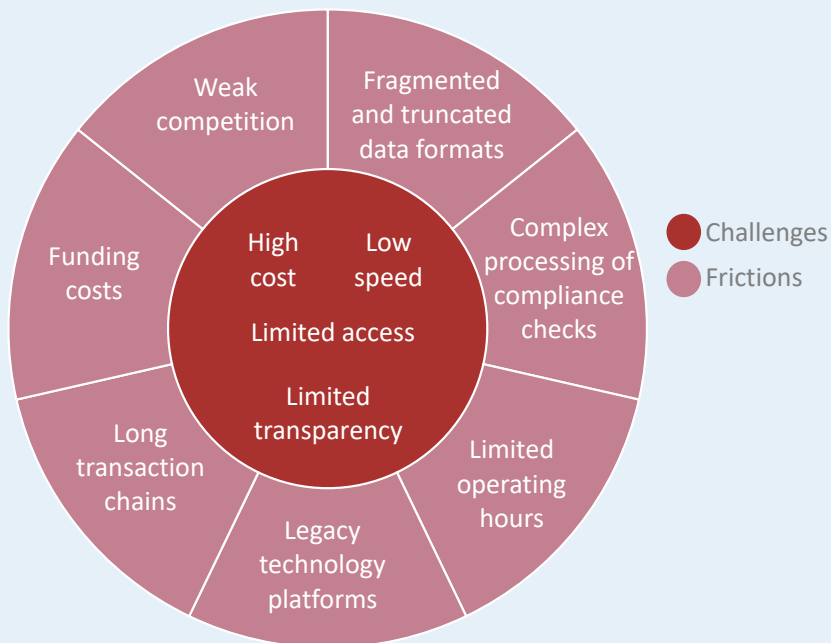 Weak
competition
Fragmented
and truncated
data formats
Complex
processing of
compliance
checks
Limited
operating
hours
Legacy
technology
platforms
Long
transaction
chains
Funding
costs
High
cost
Low
speed
Limited access
Limited
transparency
Challenges
Frictions